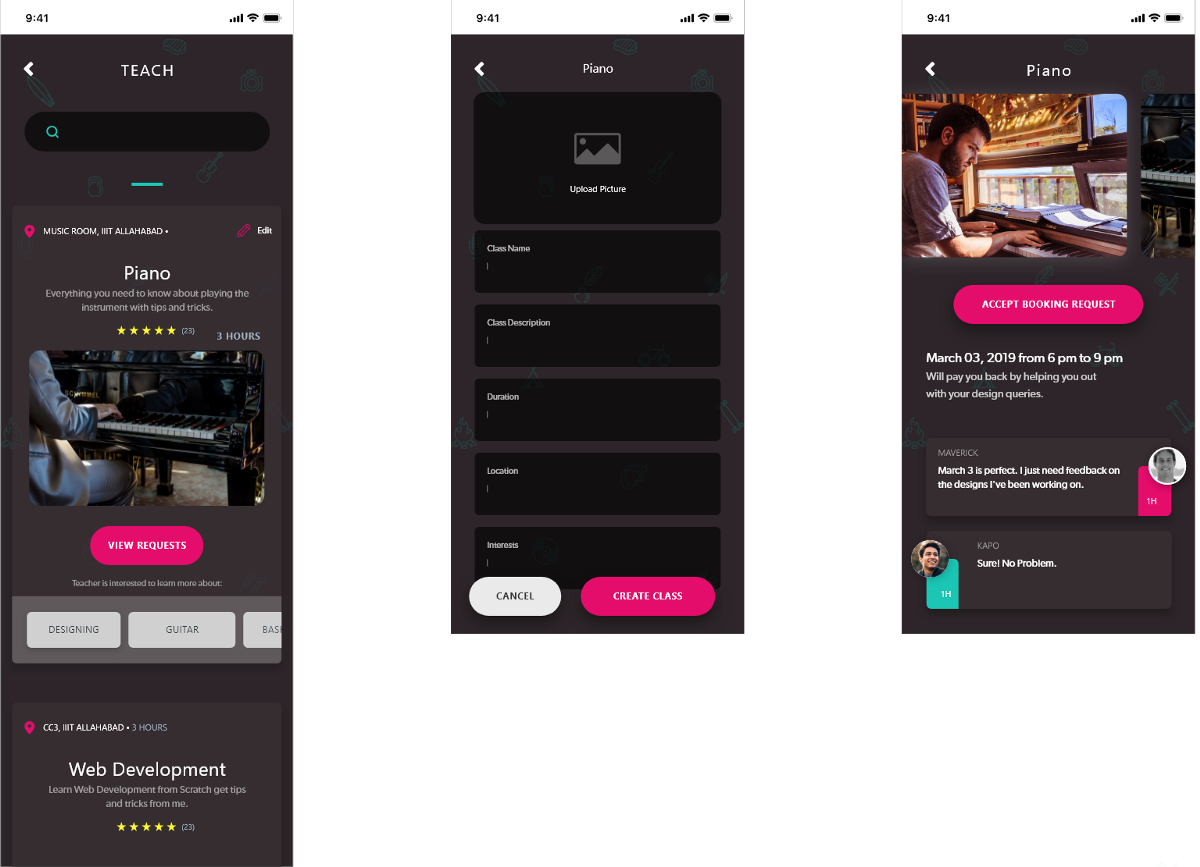 9:41
TEACH
MUSIC ROOM, IIIT ALLAHABAD •
Edit
Piano
Everything you need to know about playing the
instrument with tips and tricks.
(23)
3 HOURS
VIEW REQUESTS
Teacher is interested to learn more about:
DESIGNING
GUITAR
BASK
CC3, IIIT ALLAHABAD • 3 HOURS
Web Development
Learn Web Development from Scratch get tips
and tricks from me.
(23)
9:41
Piano
Upload Picture
Class Name
Class Description
Duration
Location
Interests
CANCEL
CREATE CLASS
9:41
Piano
ACCEPT BOOKING REQUEST
March 03, 2019 from 6 pm to 9 pm
Will pay you back by helping you out
with your design queries.
MAVERICK
March 3 is perfect. I just need feedback on
the designs I've been working on.
1H
KAPO
Sure! No Problem.
1H